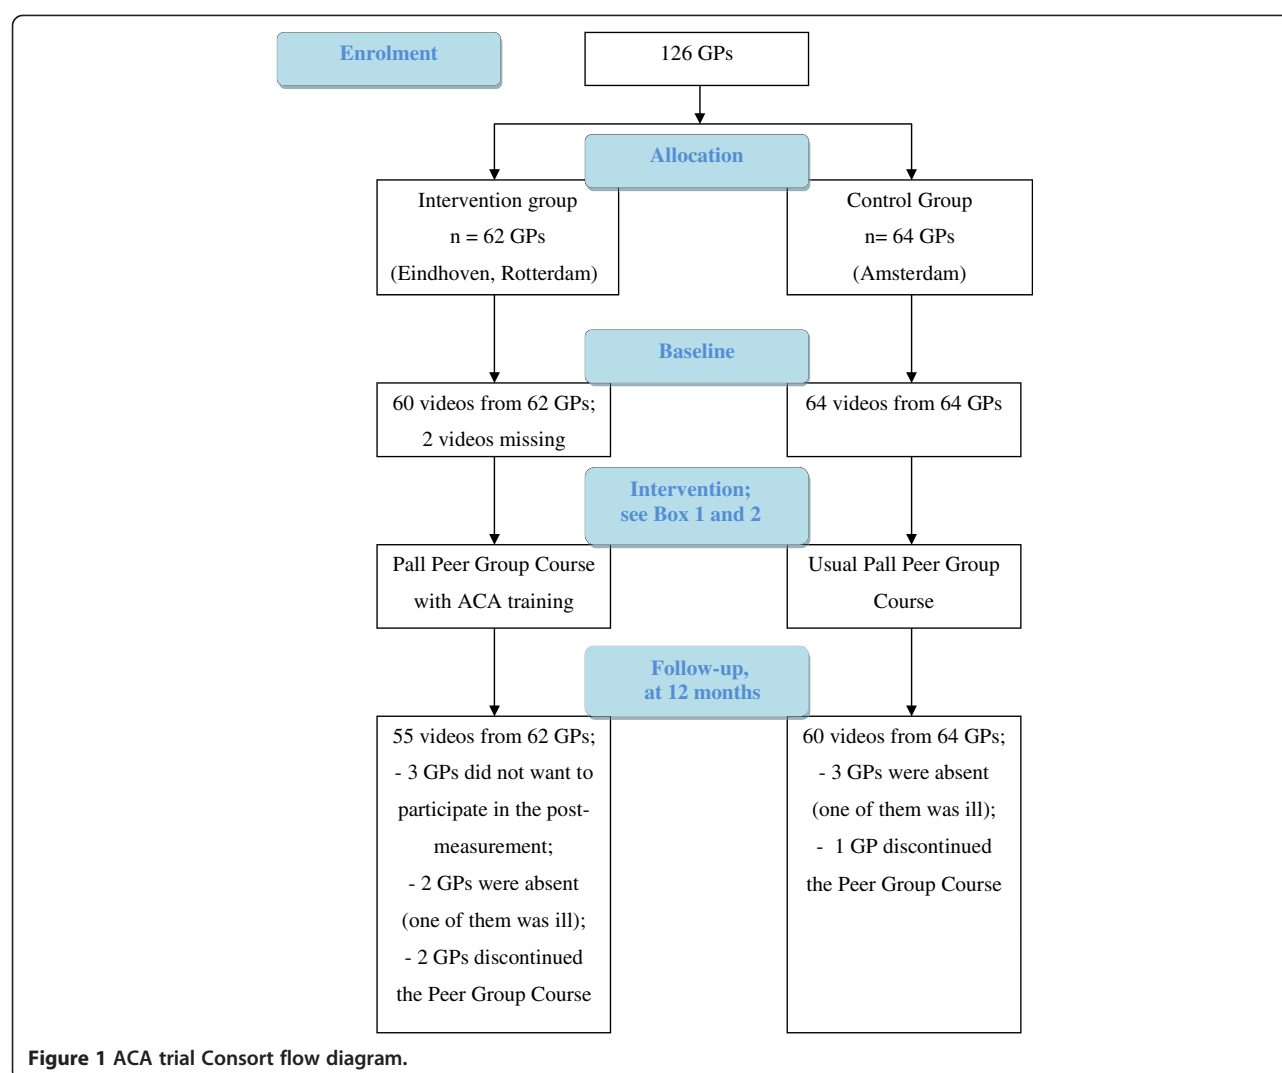 Enrolment
126 GPs
Allocation
Intervention group
n = 62 GPs
(Eindhoven, Rotterdam)
Control Group
n= 64 GPs
(Amsterdam)
Baseline
60 videos from 62 GPs;
2 videos missing
64 videos from 64 GPs
Intervention;
see Box 1 and 2
Pall Peer Group Course
with ACA training
Usual Pall Peer Group
Course
Follow-up,
at 12 months
55 videos from 62 GPs;
- 3 GPs did not want to
participate in the post-
measurement;
- 2 GPs were absent
(one of them was ill);
- 2 GPs discontinued
the Peer Group Course
60 videos from 64 GPs;
- 3 GPs were absent
(one of them was ill);
- 1 GP discontinued
the Peer Group Course
Figure 1 ACA trial Consort flow diagram.